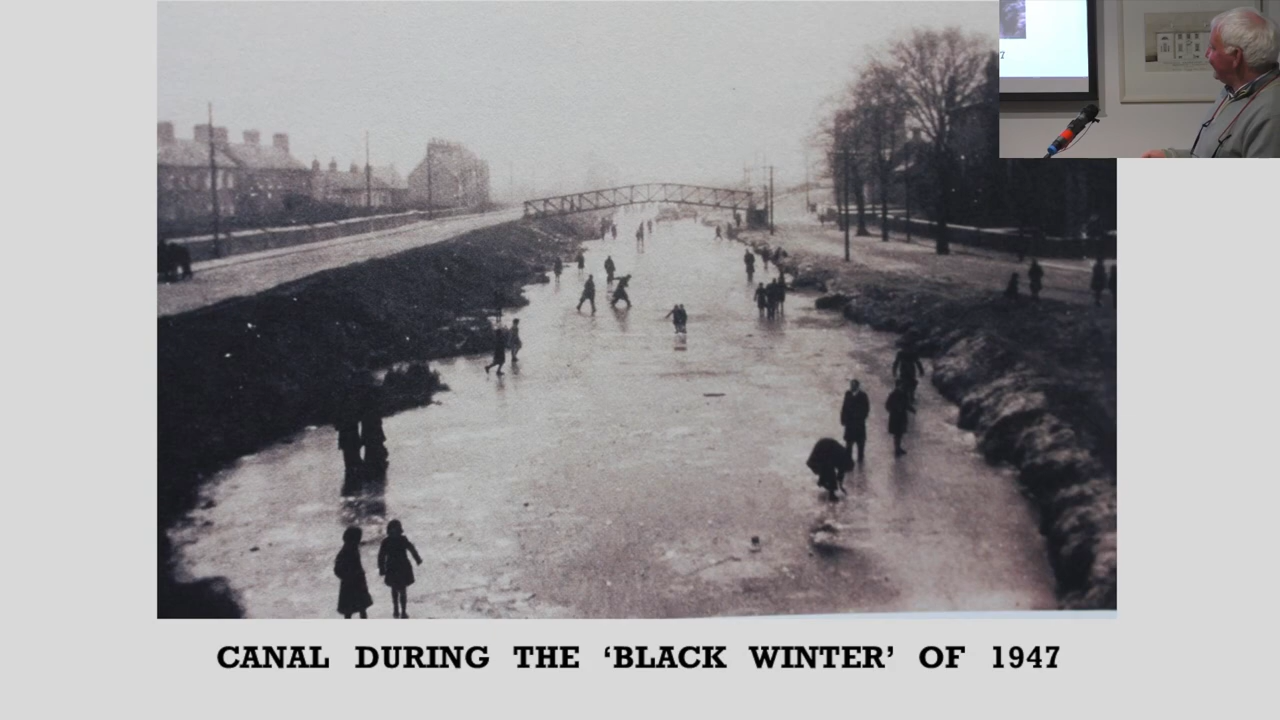 CANAL DURING THE ‘BLACK WINTER’ OF 1947